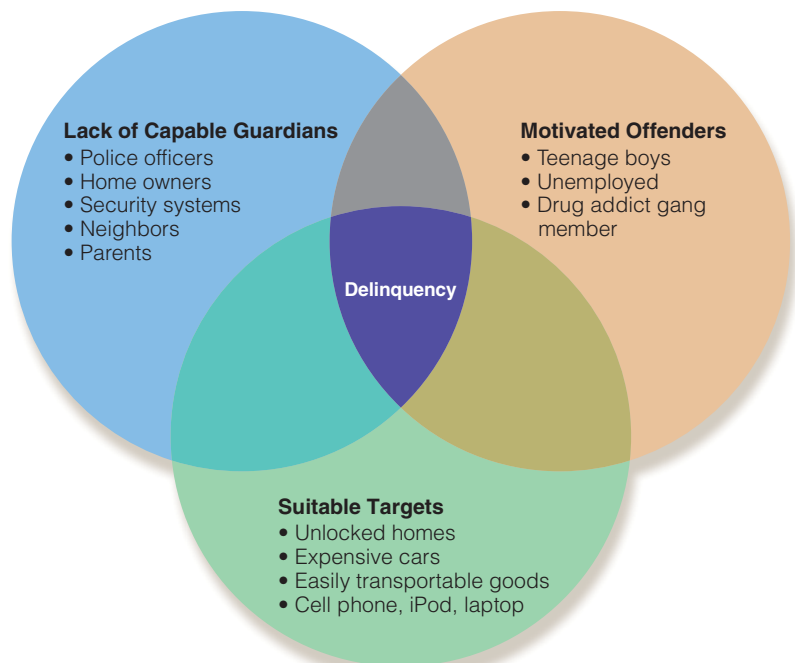 Lack of Capable Guardians
• Police officers
• Home owners
• Security systems
• Neighbors
• Parents
Motivated Offenders
• Teenage boys
• Unemployed
• Drug addict gang
member
Delinquency
Suitable Targets
• Unlocked homes
• Expensive cars
• Easily transportable goods
• Cell phone, iPod, laptop